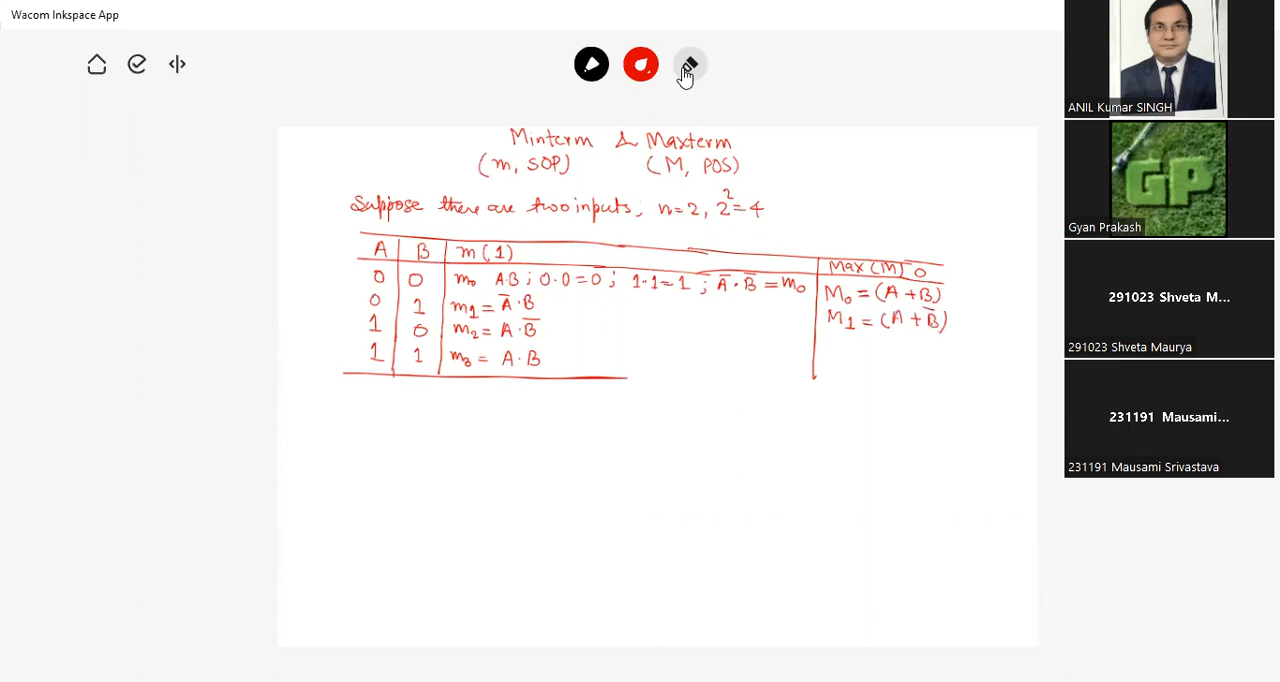 Wacom Inkspace App
Minterm & Maxterm
(m, SOP) (M, POS)
Suppose there are two inputs; n=2, 2²=4
A B m(1) Max(M) 0
0 0 m₀ A·B; 0·0=0; 1·1=1; A̅·B̅=m₀ M₀=(A+B)
0 1 m₁=A̅·B M₁=(A+B̅)
1 0 m₂=A·B̅
1 1 m₃=A·B
ANIL Kumar SINGH
GP
Gyan Prakash
291023 Shveta M...
291023 Shveta Maurya
231191 Mausami...
231191 Mausami Srivastava